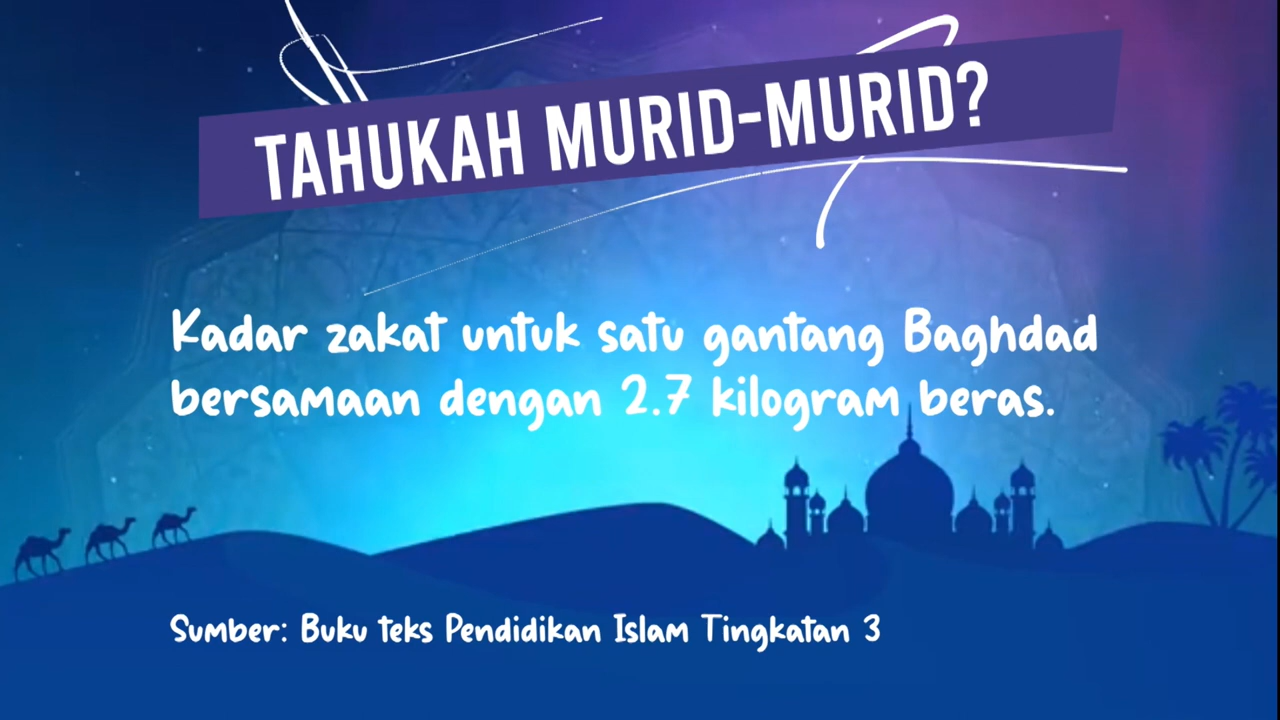 TAHUKAH MURID-MURID?
Kadar zakat untuk satu gantang Baghdad
bersamaan dengan 2.7 kilogram beras.
Sumber: Buku teks Pendidikan Islam Tingkatan 3